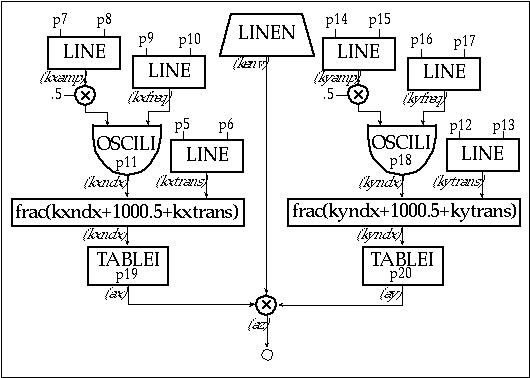 p7 p8
LINE
(kxamp)
.5
p9 p10
LINE
(kxfreq)
LINEN
(kenv)
p14 p15
LINE
(kyamp)
.5
p16 p17
LINE
(kyfreq)
OSCILI
p11
(kxndx)
p5 p6
LINE
(kxtrans)
OSCILI
p18
(kyndx)
p12 p13
LINE
(kytrans)
frac(kxndx+1000.5+kxtrans)
(kxndx)
frac(kyndx+1000.5+kytrans)
(kyndx)
TABLEI
p19
(ax)
TABLEI
p20
(ay)
(az)